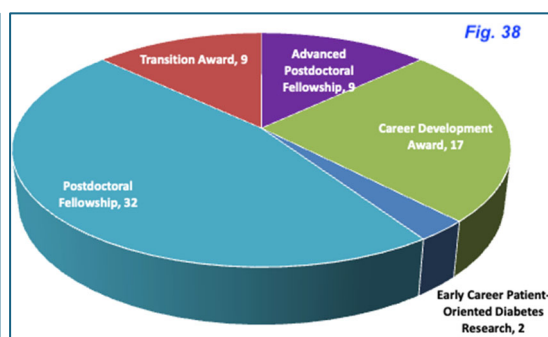 Fig. 38
Transition Award, 9
Advanced
Postdoctoral
Fellowship, 9
Career Development
Award, 17
Postdoctoral
Fellowship, 32
Early Career Patient-
Oriented Diabetes
Research, 2